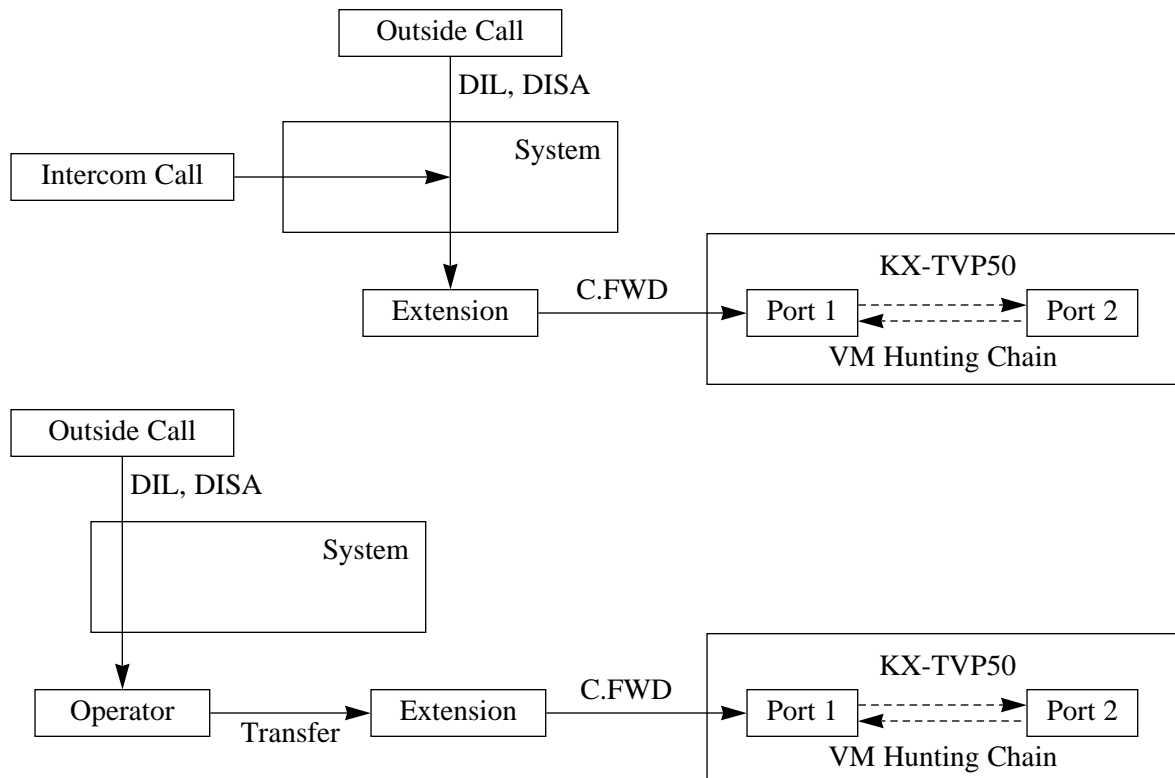 Outside Call
DIL, DISA
System
Intercom Call
KX-TVP50
C.FWD
Extension
Port 1
Port 2
VM Hunting Chain
Outside Call
DIL, DISA
System
KX-TVP50
C.FWD
Operator
Extension
Port 1
Port 2
Transfer
VM Hunting Chain